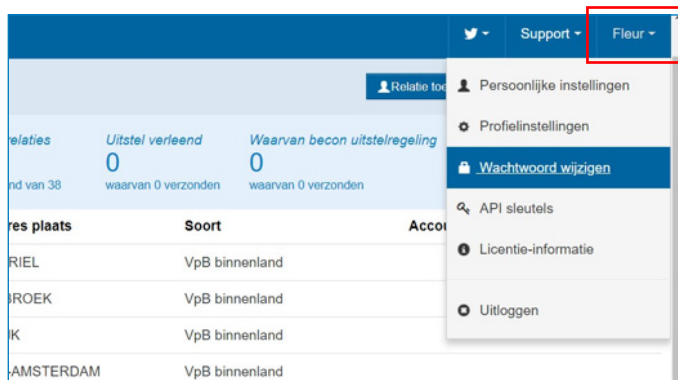 Support Fleur
Relatie toe
Persoonlijke instellingen
Profielinstellingen
Wachtwoord wijzigen
API sleutels
Licentie-informatie
Uitloggen
relaties Uitstel verleend Waarvan becon uitstelregeling
0 0
nd van 38 waarvan 0 verzonden waarvan 0 verzonden
res plaats Soort Accou
RIEL VpB binnenland
BROEK VpB binnenland
JK VpB binnenland
-AMSTERDAM VpB binnenland